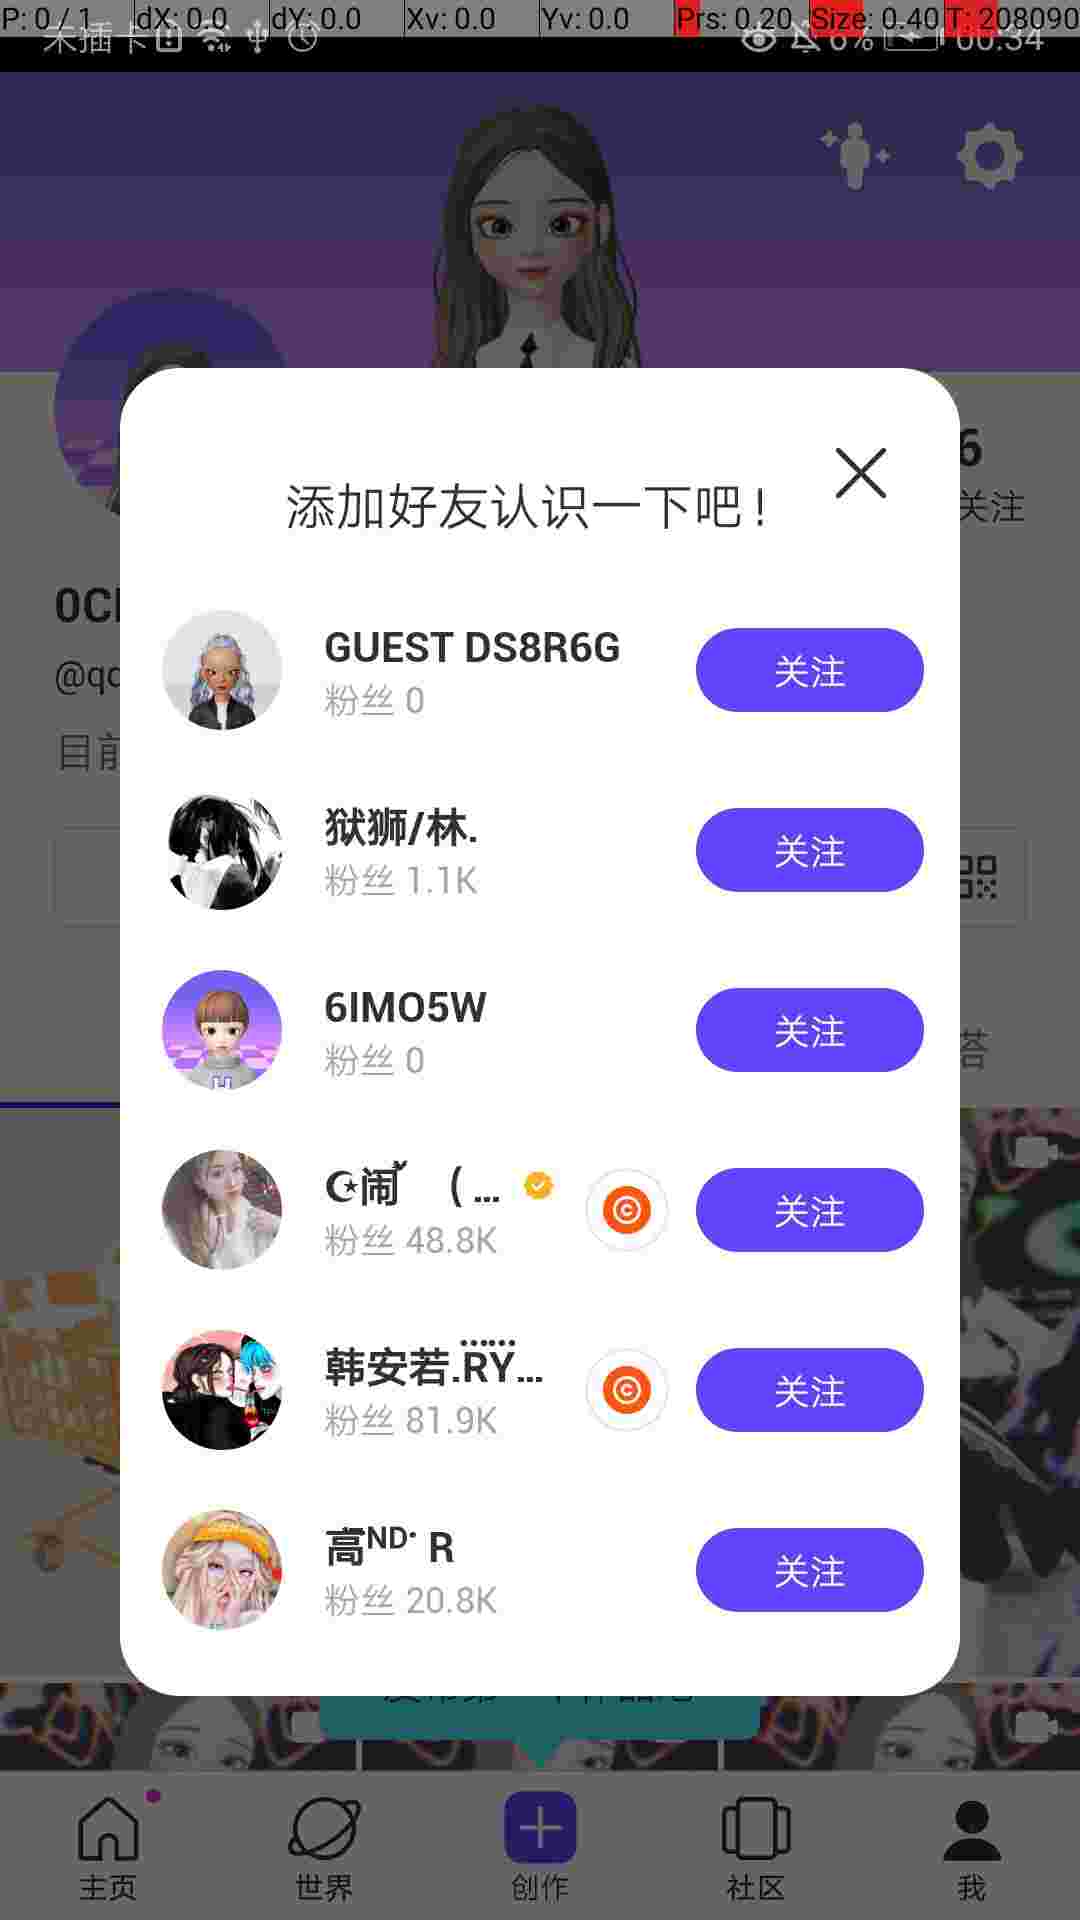 P: 0 / 1 dX: 0.0 dY: 0.0 Xv: 0.0 Yv: 0.0 Prs: 0.20 Size: 0.40 T: 208090
未插卡 6% 00:34
6
关注
添加好友认识一下吧!
@qc
目前
GUEST DS8R6G
粉丝 0
关注
狱狮/林.
粉丝 1.1K
关注
6IMO5W
粉丝 0
关注
答
☪闹 ( ...
粉丝 48.8K
关注
韩安若.RY...
粉丝 81.9K
关注
高ᴺᴰ· R
粉丝 20.8K
关注
主页
世界
创作
社区
我